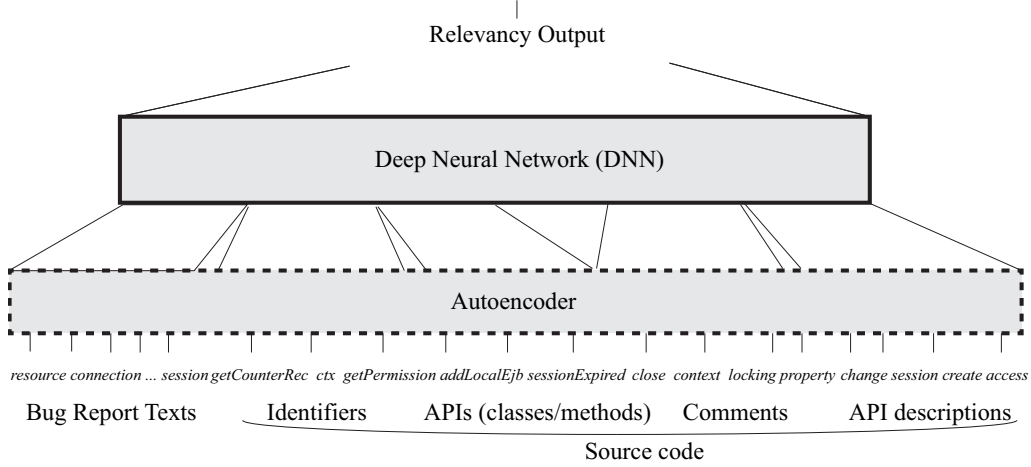 Relevancy Output
Deep Neural Network (DNN)
Autoencoder
resource connection ... session getCounterRec ctx getPermission addLocalEjb sessionExpired close context locking property change session create access
Bug Report Texts Identifiers APIs (classes/methods) Comments API descriptions
Source code